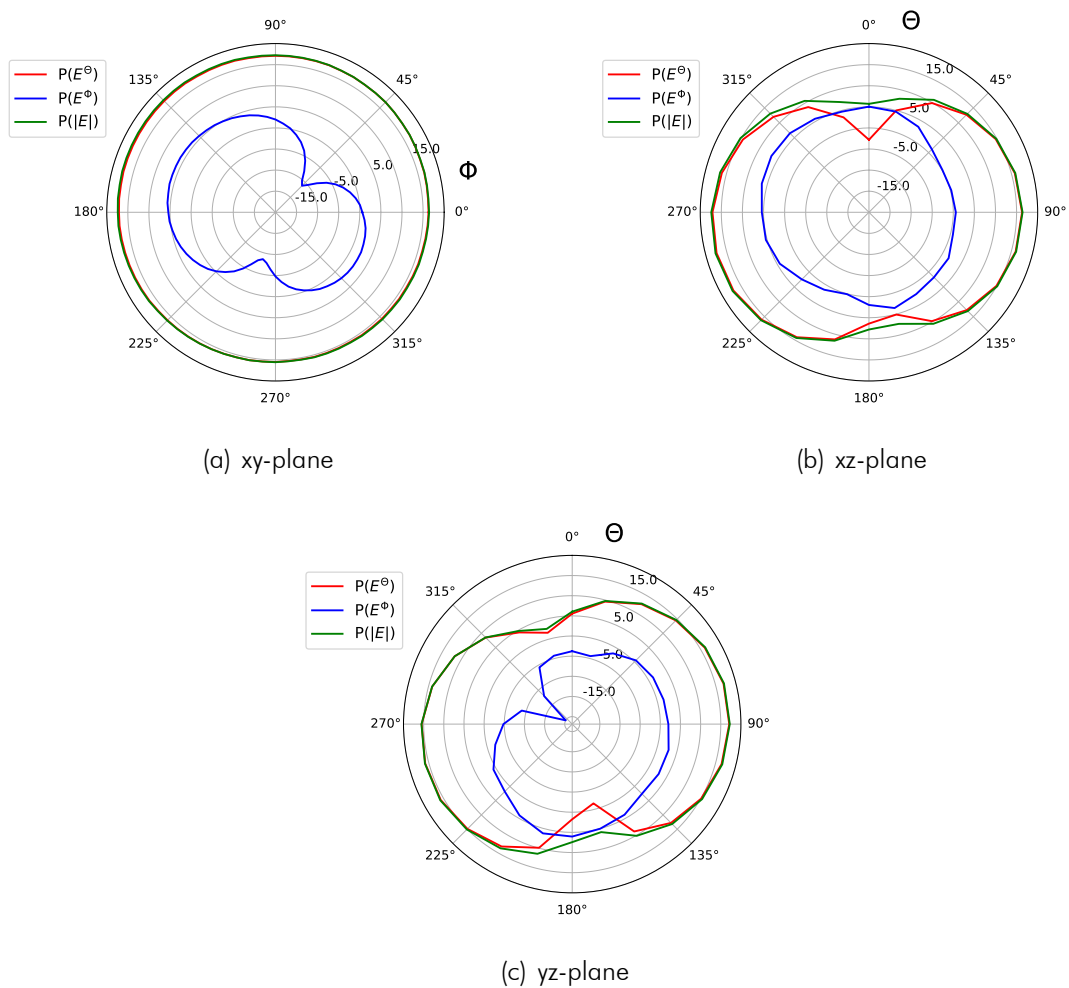 90°
135°
45°
P(E^Θ)
P(E^Φ)
P(|E|)
15.0
5.0
-5.0
-15.0
Φ
180°
0°
225°
315°
270°
(a) xy-plane
0°
Θ
315°
45°
P(E^Θ)
P(E^Φ)
P(|E|)
15.0
5.0
-5.0
-15.0
270°
90°
225°
135°
180°
(b) xz-plane
0°
Θ
315°
45°
P(E^Θ)
P(E^Φ)
P(|E|)
15.0
5.0
5.0
-15.0
270°
90°
225°
135°
180°
(c) yz-plane